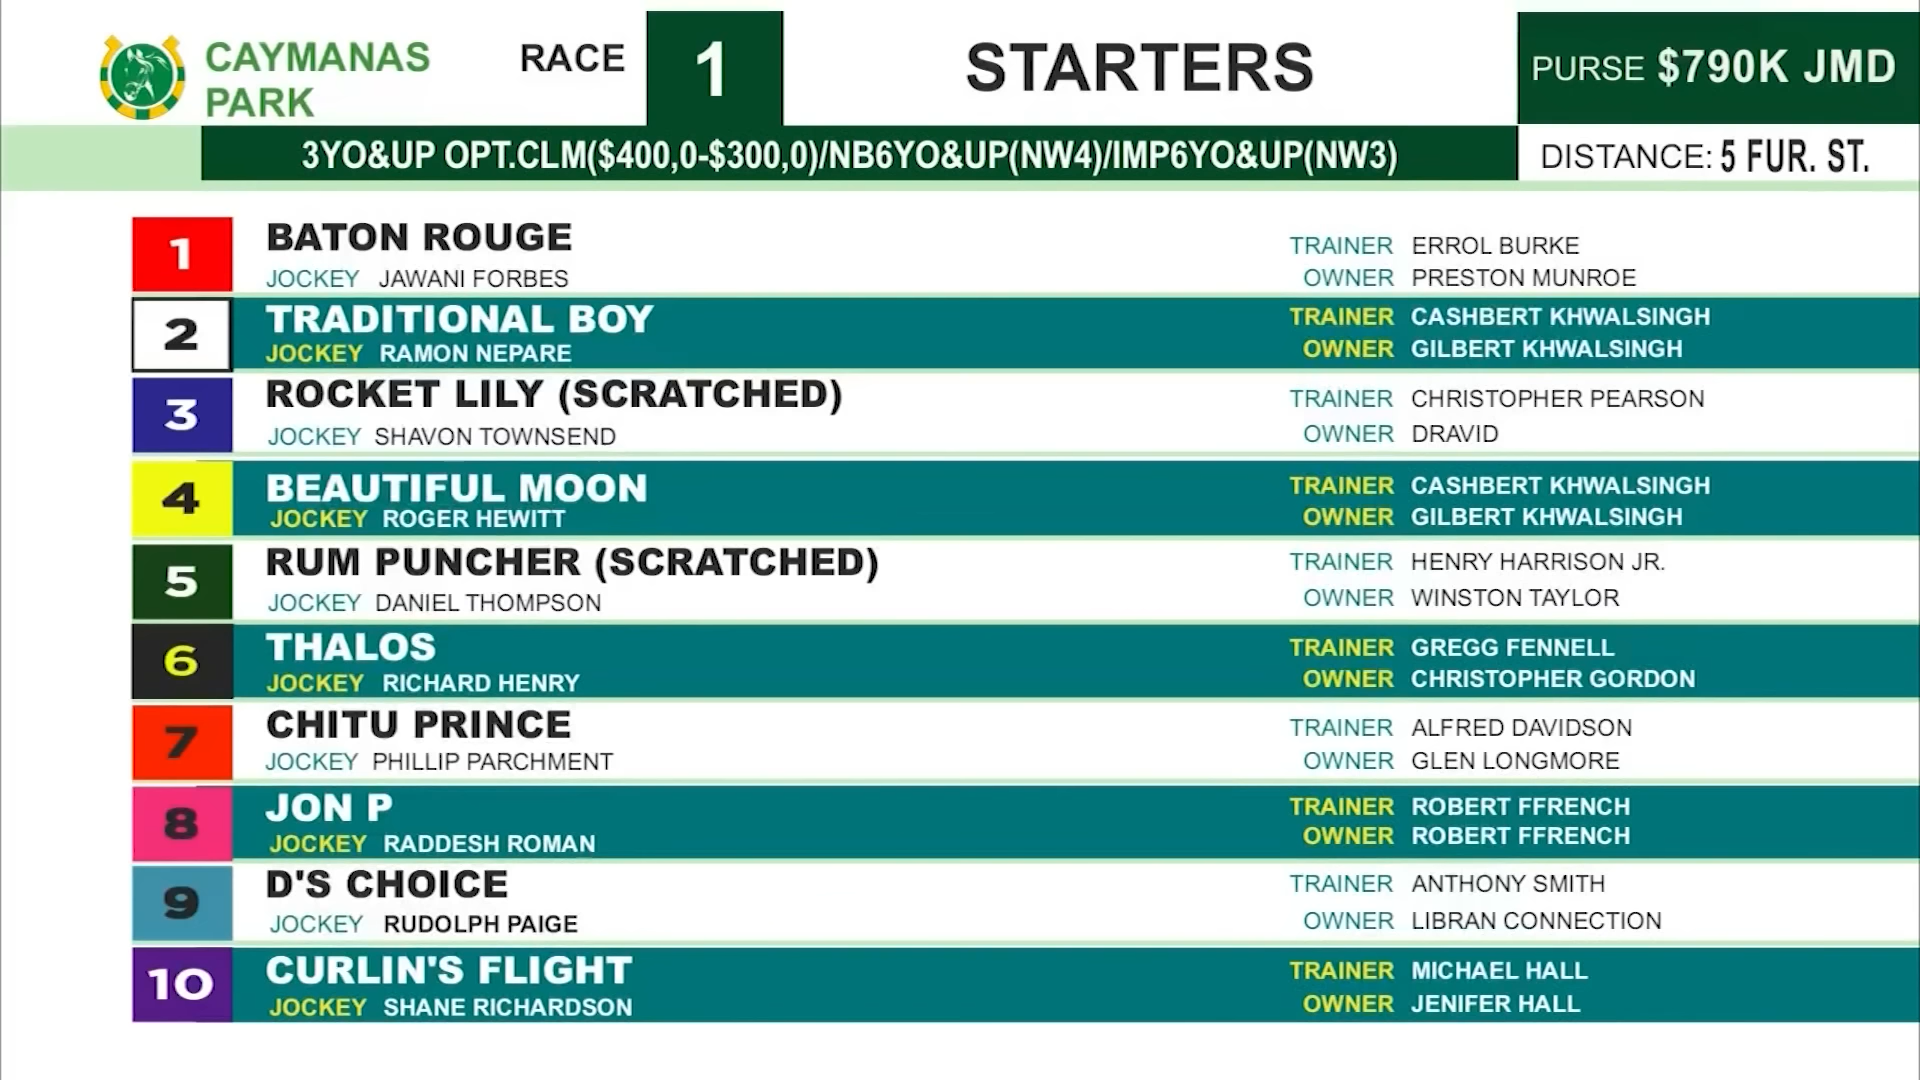 CAYMANAS
PARK
RACE 1
STARTERS
PURSE $790K JMD
3YO&UP OPT.CLM($400,0-$300,0)/NB6YO&UP(NW4)/IMP6YO&UP(NW3)
DISTANCE: 5 FUR. ST.
1 BATON ROUGE
JOCKEY JAWANI FORBES
TRAINER ERROL BURKE
OWNER PRESTON MUNROE
2 TRADITIONAL BOY
JOCKEY RAMON NEPARE
TRAINER CASHBERT KHWALSINGH
OWNER GILBERT KHWALSINGH
3 ROCKET LILY (SCRATCHED)
JOCKEY SHAVON TOWNSEND
TRAINER CHRISTOPHER PEARSON
OWNER DRAVID
4 BEAUTIFUL MOON
JOCKEY ROGER HEWITT
TRAINER CASHBERT KHWALSINGH
OWNER GILBERT KHWALSINGH
5 RUM PUNCHER (SCRATCHED)
JOCKEY DANIEL THOMPSON
TRAINER HENRY HARRISON JR.
OWNER WINSTON TAYLOR
6 THALOS
JOCKEY RICHARD HENRY
TRAINER GREGG FENNELL
OWNER CHRISTOPHER GORDON
7 CHITU PRINCE
JOCKEY PHILLIP PARCHMENT
TRAINER ALFRED DAVIDSON
OWNER GLEN LONGMORE
8 JON P
JOCKEY RADDESH ROMAN
TRAINER ROBERT FFRENCH
OWNER ROBERT FFRENCH
9 D'S CHOICE
JOCKEY RUDOLPH PAIGE
TRAINER ANTHONY SMITH
OWNER LIBRAN CONNECTION
10 CURLIN'S FLIGHT
JOCKEY SHANE RICHARDSON
TRAINER MICHAEL HALL
OWNER JENIFER HALL